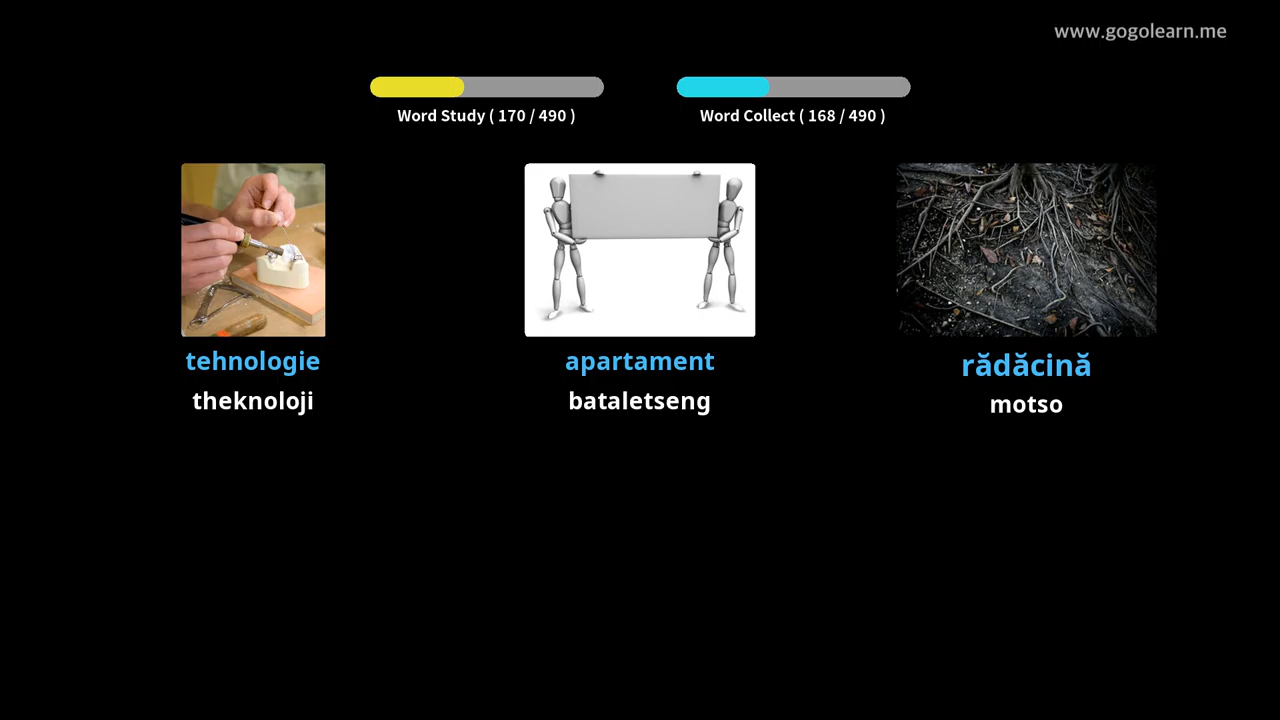 www.gogolearn.me
Word Study ( 170 / 490 )
Word Collect ( 168 / 490 )
tehnologie
theknoloji
apartament
bataletseng
rădăcină
motso